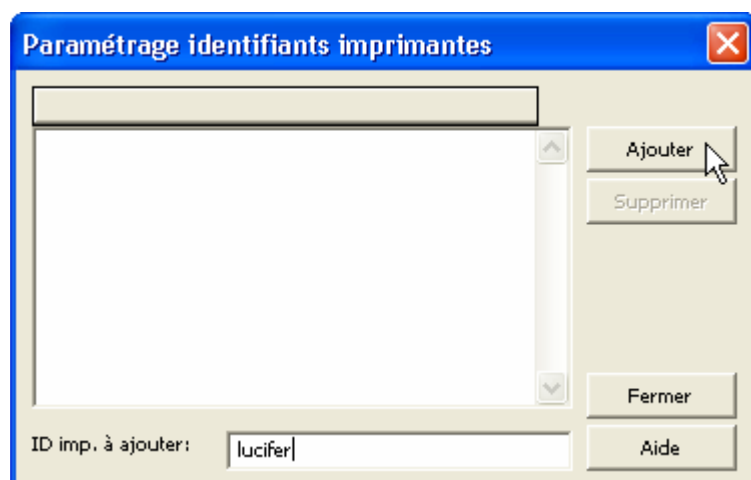 Paramétrage identifiants imprimantes
Ajouter
Supprimer
Fermer
ID imp. à ajouter: lucifer
Aide